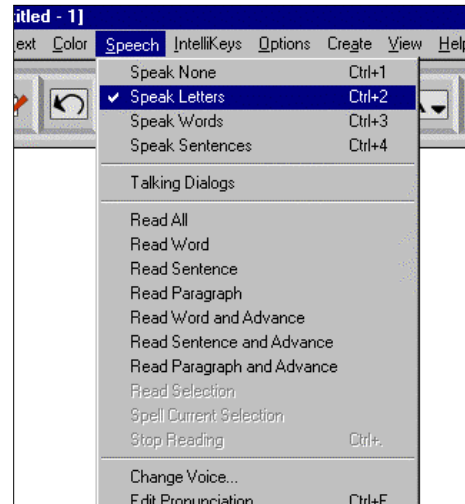 titled - 1]
ext Color Speech IntelliKeys Options Create View Help
Speak None Ctrl+1
✓ Speak Letters Ctrl+2
Speak Words Ctrl+3
Speak Sentences Ctrl+4
Talking Dialogs
Read All
Read Word
Read Sentence
Read Paragraph
Read Word and Advance
Read Sentence and Advance
Read Paragraph and Advance
Read Selection
Spell Current Selection
Stop Reading Ctrl+.
Change Voice...
Edit Pronunciation Ctrl+E